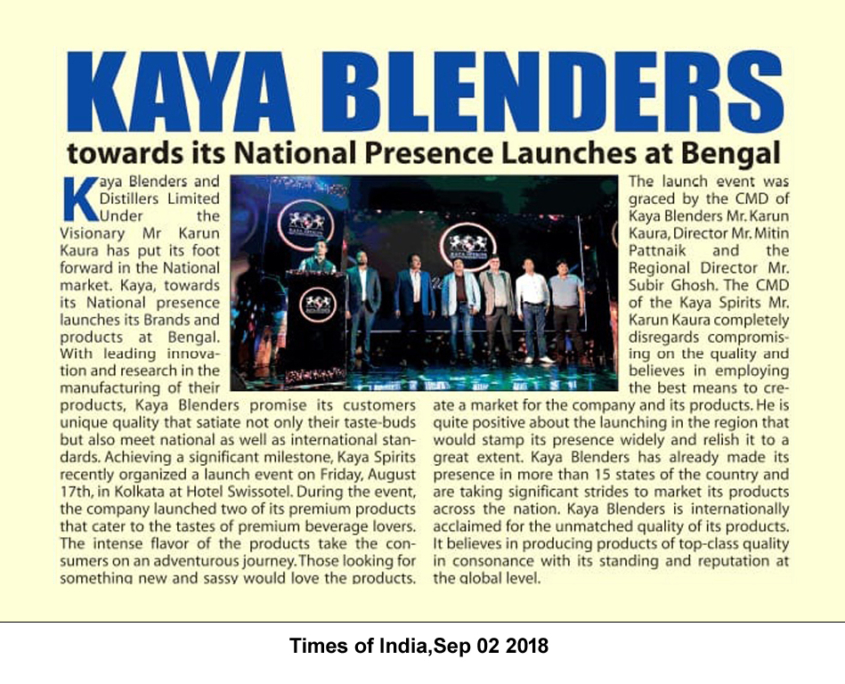 KAYA BLENDERS
towards its National Presence Launches at Bengal
Kaya Blenders and
Distillers Limited
Under the
Visionary Mr Karun
Kaura has put its foot
forward in the National
market. Kaya, towards
its National presence
launches its Brands and
products at Bengal.
With leading innova-
tion and research in the
manufacturing of their
products, Kaya Blenders promise its customers
unique quality that satiate not only their taste-buds
but also meet national as well as international stan-
dards. Achieving a significant milestone, Kaya Spirits
recently organized a launch event on Friday, August
17th, in Kolkata at Hotel Swissotel. During the event,
the company launched two of its premium products
that cater to the tastes of premium beverage lovers.
The intense flavor of the products take the con-
sumers on an adventurous journey. Those looking for
something new and sassy would love the products.
KAYA SPIRITS
KAYA SPIRITS
The launch event was
graced by the CMD of
Kaya Blenders Mr. Karun
Kaura, Director Mr. Mitin
Pattnaik and the
Regional Director Mr.
Subir Ghosh. The CMD
of the Kaya Spirits Mr.
Karun Kaura completely
disregards compromis-
ing on the quality and
believes in employing
the best means to cre-
ate a market for the company and its products. He is
quite positive about the launching in the region that
would stamp its presence widely and relish it to a
great extent. Kaya Blenders has already made its
presence in more than 15 states of the country and
are taking significant strides to market its products
across the nation. Kaya Blenders is internationally
acclaimed for the unmatched quality of its products.
It believes in producing products of top-class quality
in consonance with its standing and reputation at
the global level.
Times of India,Sep 02 2018